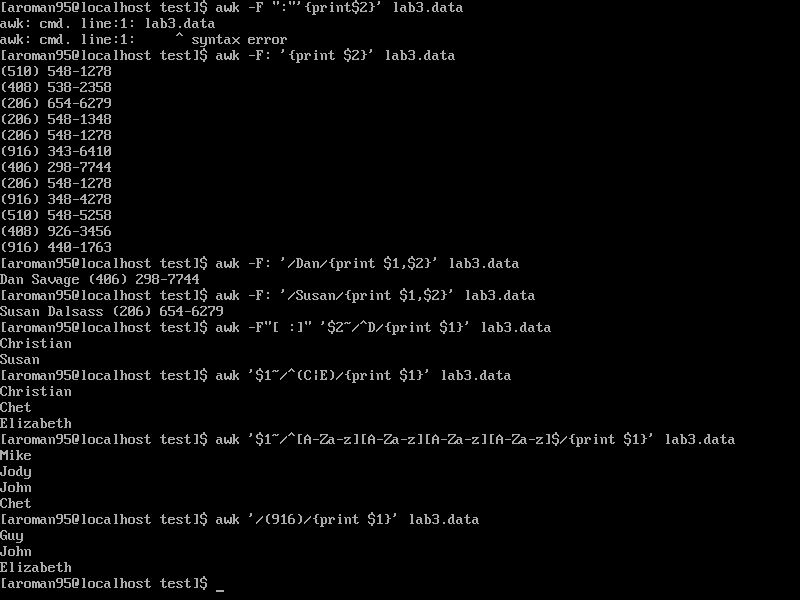 [aroman95@localhost test]$ awk -F ":"'{print$2}' lab3.data
awk: cmd. line:1: lab3.data
awk: cmd. line:1:     ^ syntax error
[aroman95@localhost test]$ awk -F: '{print $2}' lab3.data
(510) 548-1278
(408) 538-2358
(206) 654-6279
(206) 548-1348
(206) 548-1278
(916) 343-6410
(406) 298-7744
(206) 548-1278
(916) 348-4278
(510) 548-5258
(408) 926-3456
(916) 440-1763
[aroman95@localhost test]$ awk -F: '/Dan/{print $1,$2}' lab3.data
Dan Savage (406) 298-7744
[aroman95@localhost test]$ awk -F: '/Susan/{print $1,$2}' lab3.data
Susan Dalsass (206) 654-6279
[aroman95@localhost test]$ awk -F"[ :]" '$2~/^D/{print $1}' lab3.data
Christian
Susan
[aroman95@localhost test]$ awk '$1~/^(C|E)/{print $1}' lab3.data
Christian
Chet
Elizabeth
[aroman95@localhost test]$ awk '$1~/^[A-Za-z][A-Za-z][A-Za-z][A-Za-z]$/{print $1}' lab3.data
Mike
Jody
John
Chet
[aroman95@localhost test]$ awk '/(916)/{print $1}' lab3.data
Guy
John
Elizabeth
[aroman95@localhost test]$ _